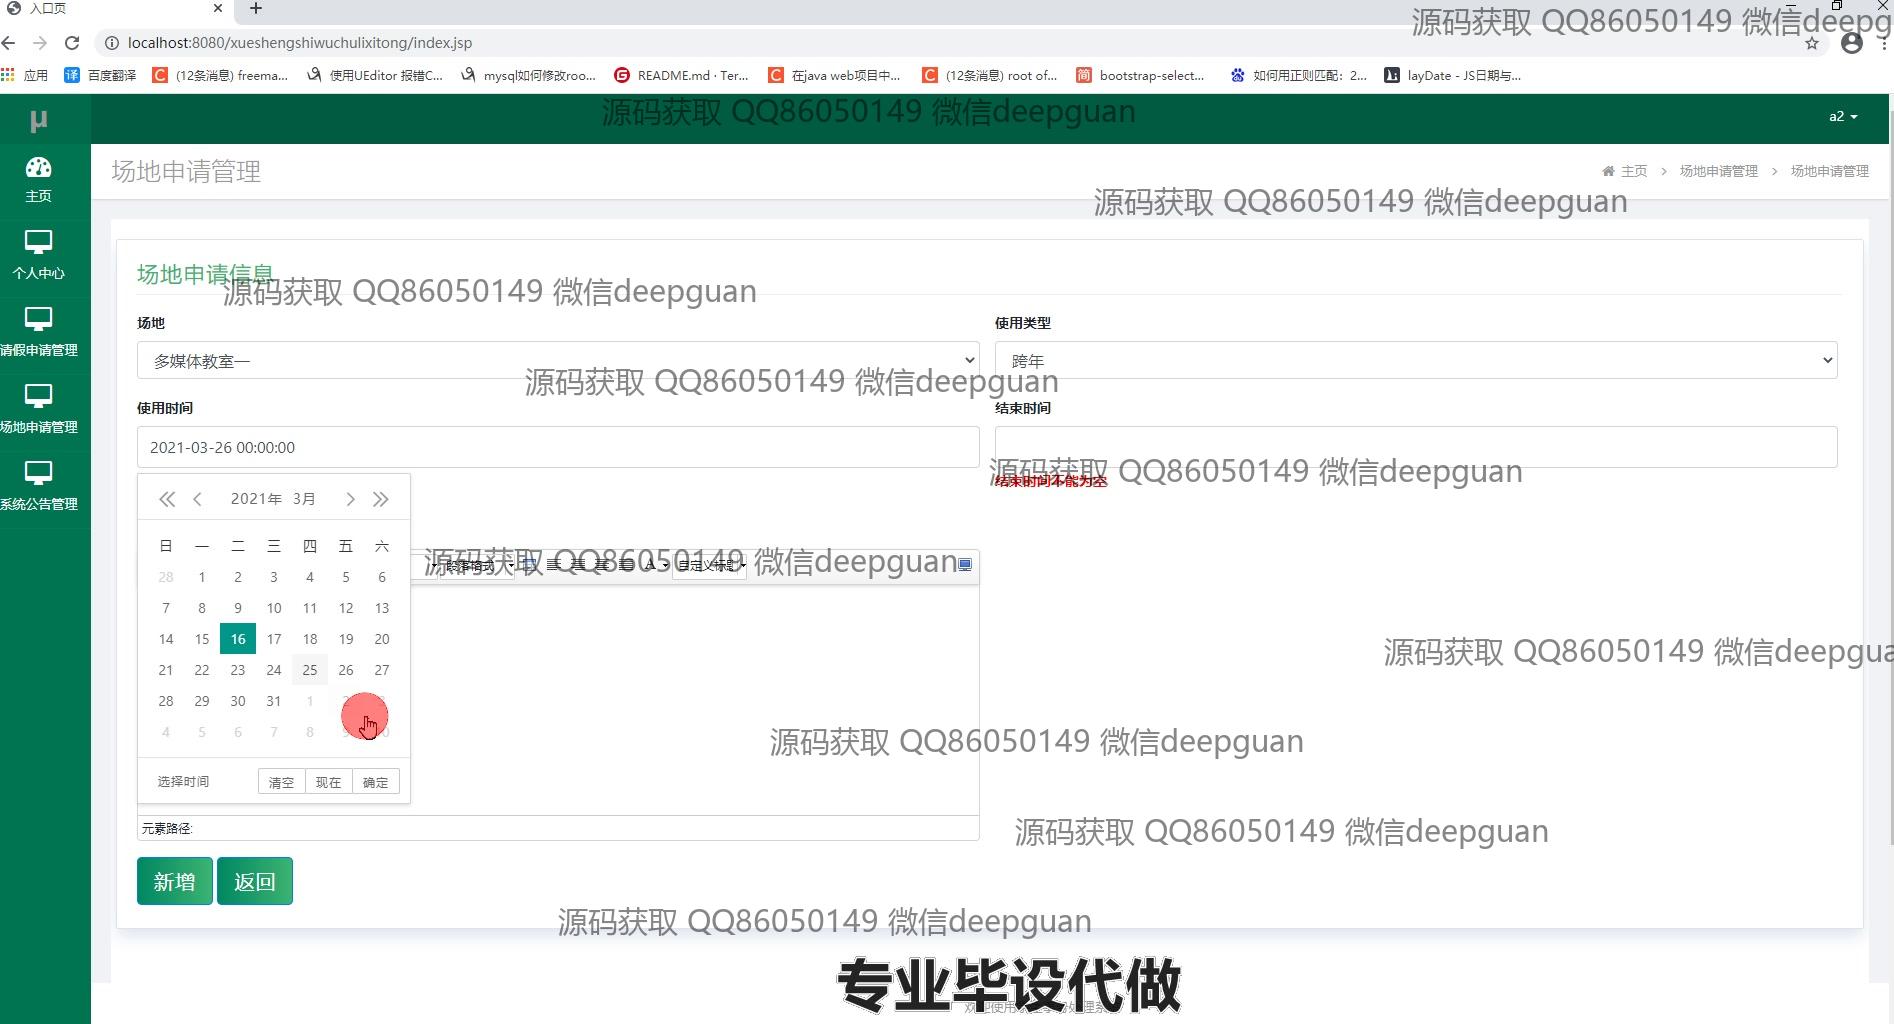 入口页
localhost:8080/xueshengshiwuchulixitong/index.jsp
源码获取 QQ86050149 微信deepg
应用 百度翻译 (12条消息) freema... 使用UEditor 报错C... mysql如何修改roo... README.md · Ter... 在java web项目中... (12条消息) root of... bootstrap-select... 如何用正则匹配：2... layDate - JS日期与...
μ
源码获取 QQ86050149 微信deepguan
a2
主页
场地申请管理
主页 > 场地申请管理 > 场地申请管理
源码获取 QQ86050149 微信deepguan
个人中心
场地申请信息
源码获取 QQ86050149 微信deepguan
场地
使用类型
请假申请管理
多媒体教室一
跨年
源码获取 QQ86050149 微信deepguan
使用时间
结束时间
场地申请管理
2021-03-26 00:00:00
源码获取 QQ86050149 微信deepguan
结束时间不能为空
系统公告管理
2021年 3月
日 一 二 三 四 五 六
源码获取 QQ86050149 微信deepguan
段落格式 自定义标题
28 1 2 3 4 5 6
7 8 9 10 11 12 13
14 15 16 17 18 19 20
源码获取 QQ86050149 微信deepgua
21 22 23 24 25 26 27
28 29 30 31 1 2 3
4 5 6 7 8 9 10
源码获取 QQ86050149 微信deepguan
选择时间 清空 现在 确定
元素路径:
源码获取 QQ86050149 微信deepguan
新增 返回
源码获取 QQ86050149 微信deepguan
专业毕设代做